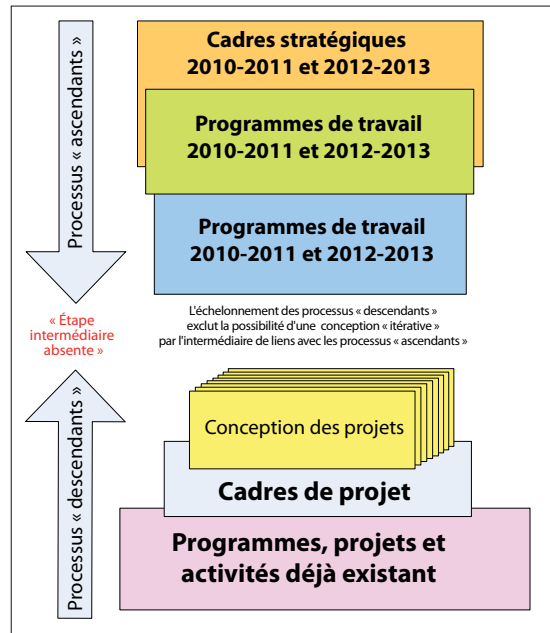 Processus « ascendants »
Cadres stratégiques
2010-2011 et 2012-2013
Programmes de travail
2010-2011 et 2012-2013
Programmes de travail
2010-2011 et 2012-2013
« Étape
intermédiaire
absente »
L'échelonnement des processus « descendants »
exclut la possibilité d'une conception « itérative »
par l'intermédiaire de liens avec les processus « ascendants »
Processus « descendants »
Conception des projets
Cadres de projet
Programmes, projets et
activités déjà existant